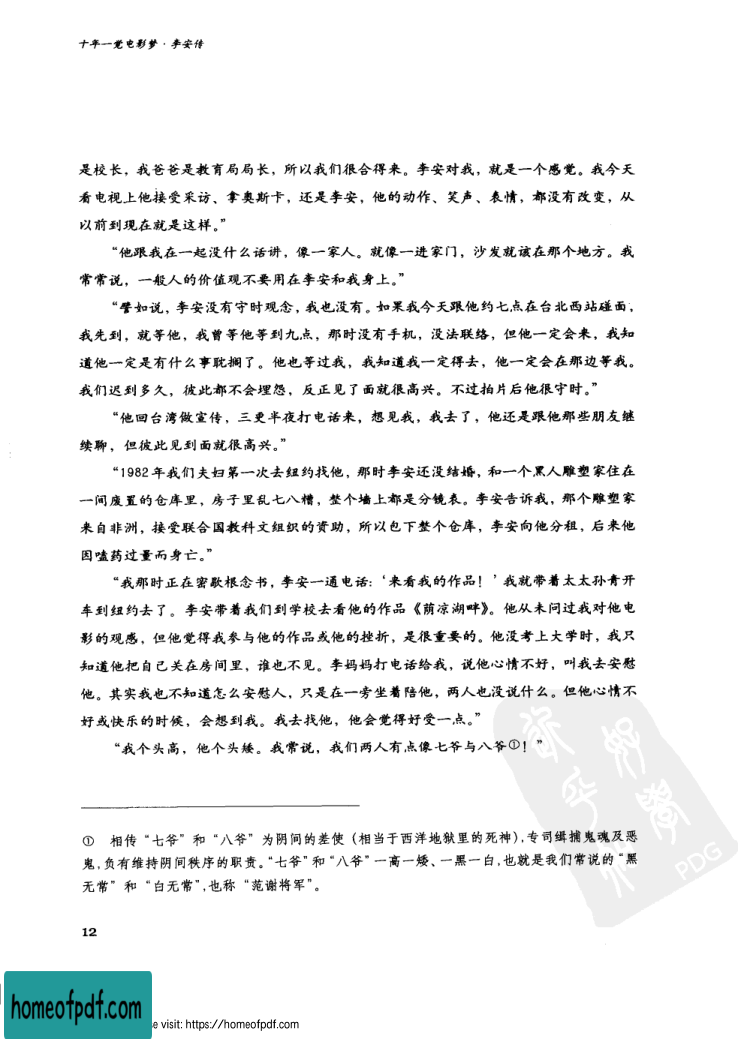 十年一觉电影梦·李安传
是校长，我爸爸是教育局局长，所以我们很合得来。李安对我，就是一个感觉。我今天
看电视上他接受采访、拿奥斯卡，还是李安，他的动作、笑声、表情，都没有改变，从
以前到现在就是这样。”
“他跟我在一起没什么话讲，像一家人。就像一进家门，沙发就该在那个地方。我
常常说，一般人的价值观不要用在李安和我身上。”
“譬如说，李安没有守时观念，我也没有。如果我今天跟他约七点在台北西站碰面，
我先到，就等他，我曾等他等到九点，那时没有手机，没法联络，但他一定会来，我知
道他一定是有什么事耽搁了。他也等过我，我知道我一定得去，他一定会在那边等我。
我们迟到多久，彼此都不会埋怨，反正见了面就很高兴。不过拍片后他很守时。”
“他回台湾做宣传，三更半夜打电话来，想见我，我去了，他还是跟他那些朋友继
续聊，但彼此见到面就很高兴。”
“1982年我们夫妇第一次去纽约找他，那时李安还没结婚，和一个黑人雕塑家住在
一间废置的仓库里，房子里乱七八糟，整个墙上都是分镜表。李安告诉我，那个雕塑家
来自非洲，接受联合国教科文组织的资助，所以包下整个仓库，李安向他分租，后来他
因嗑药过量而身亡。”
“我那时正在密歇根念书，李安一通电话：‘来看我的作品！’我就带着太太孙青开
车到纽约去了。李安带着我们到学校去看他的作品《荫凉湖畔》。他从未问过我对他电
影的观感，但他觉得我参与他的作品或他的挫折，是很重要的。他没考上大学时，我只
知道他把自己关在房间里，谁也不见。李妈妈打电话给我，说他心情不好，叫我去安慰
他。其实我也不知道怎么安慰人，只是在一旁坐着陪他，两人也没说什么。但他心情不
好或快乐的时候，会想到我。我去找他，他会觉得好受一点。”
“我个头高，他个头矮。我常说，我们两人有点像七爷与八爷①！”
① 相传“七爷”和“八爷”为阴间的差使（相当于西洋地狱里的死神），专司缉捕鬼魂及恶
鬼，负有维持阴间秩序的职责。“七爷”和“八爷”一高一矮、一黑一白，也就是我们常说的“黑
无常”和“白无常”，也称“范谢将军”。
PDG
12
homeofpdf.com
e visit: https://homeofpdf.com